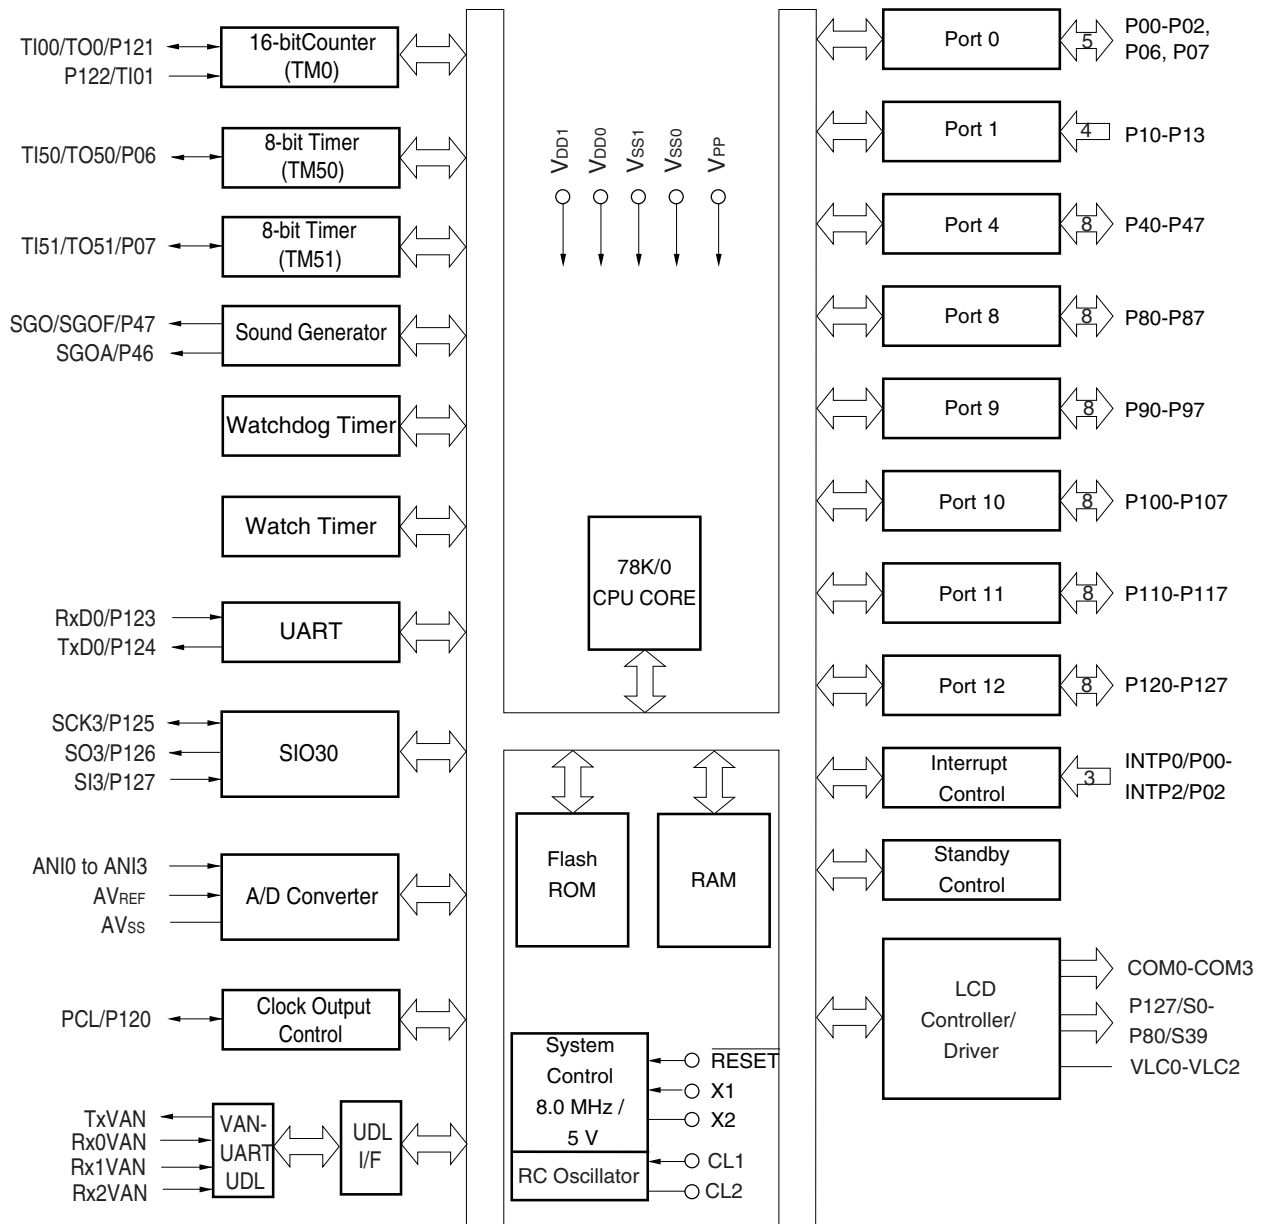 TI00/TO0/P121
P122/TI01
16-bitCounter
(TM0)
TI50/TO50/P06
8-bit Timer
(TM50)
TI51/TO51/P07
8-bit Timer
(TM51)
SGO/SGOF/P47
SGOA/P46
Sound Generator
Watchdog Timer
Watch Timer
RxD0/P123
TxD0/P124
UART
SCK3/P125
SO3/P126
SI3/P127
SIO30
ANI0 to ANI3
AVREF
AVSS
A/D Converter
PCL/P120
Clock Output
Control
TxVAN
Rx0VAN
Rx1VAN
Rx2VAN
VAN-
UART
UDL
UDL
I/F
VDD1
VDD0
VSS1
VSS0
VPP
78K/0
CPU CORE
Flash
ROM
RAM
System
Control
8.0 MHz /
5 V
RC Oscillator
RESET
X1
X2
CL1
CL2
Port 0
5
P00-P02,
P06, P07
Port 1
4
P10-P13
Port 4
8
P40-P47
Port 8
8
P80-P87
Port 9
8
P90-P97
Port 10
8
P100-P107
Port 11
8
P110-P117
Port 12
8
P120-P127
Interrupt
Control
3
INTP0/P00-
INTP2/P02
Standby
Control
LCD
Controller/
Driver
COM0-COM3
P127/S0-
P80/S39
VLC0-VLC2